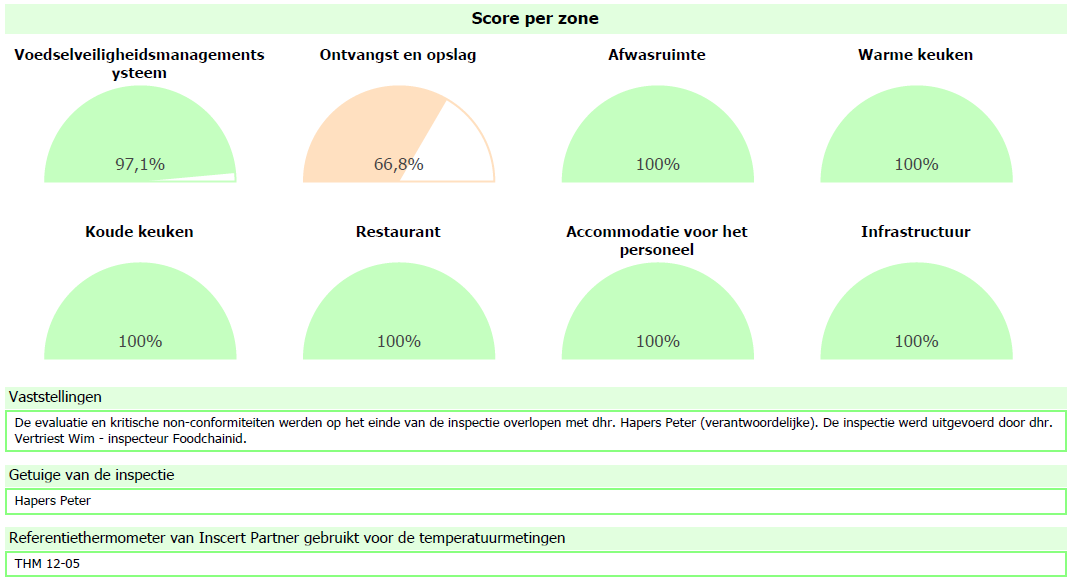 Score per zone
Voedselveiligheidsmanagements
ysteem
Ontvangst en opslag
Afwasruimte
Warme keuken
97,1%
66,8%
100%
100%
Koude keuken
Restaurant
Accommodatie voor het
personeel
Infrastructuur
100%
100%
100%
100%
Vaststellingen
De evaluatie en kritische non-conformiteiten werden op het einde van de inspectie overlopen met dhr. Hapers Peter (verantwoordelijke). De inspectie werd uitgevoerd door dhr.
Vertriest Wim - inspecteur Foodchainid.
Getuige van de inspectie
Hapers Peter
Referentiethermometer van Inscert Partner gebruikt voor de temperatuurmetingen
THM 12-05